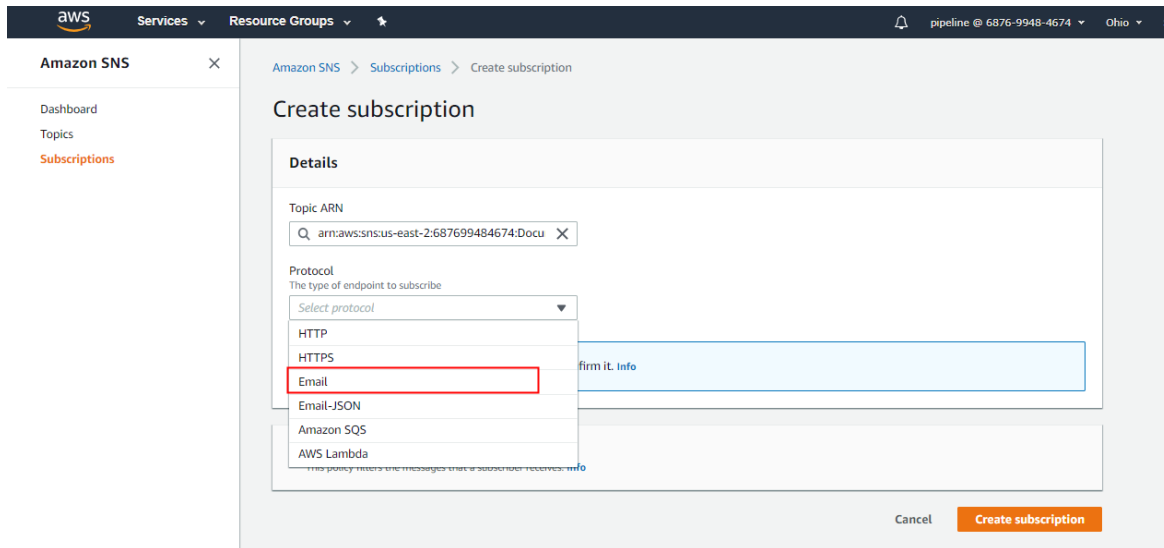 aws Services Resource Groups pipeline @ 6876-9948-4674 Ohio
Amazon SNS
Dashboard
Topics
Subscriptions
Amazon SNS > Subscriptions > Create subscription
Create subscription
Details
Topic ARN
arn:aws:sns:us-east-2:687699484674:Docu
Protocol
The type of endpoint to subscribe
Select protocol
HTTP
HTTPS
firm it. Info
Email
Email-JSON
Amazon SQS
AWS Lambda
This policy filters the messages that a subscriber receives. Info
Cancel Create subscription